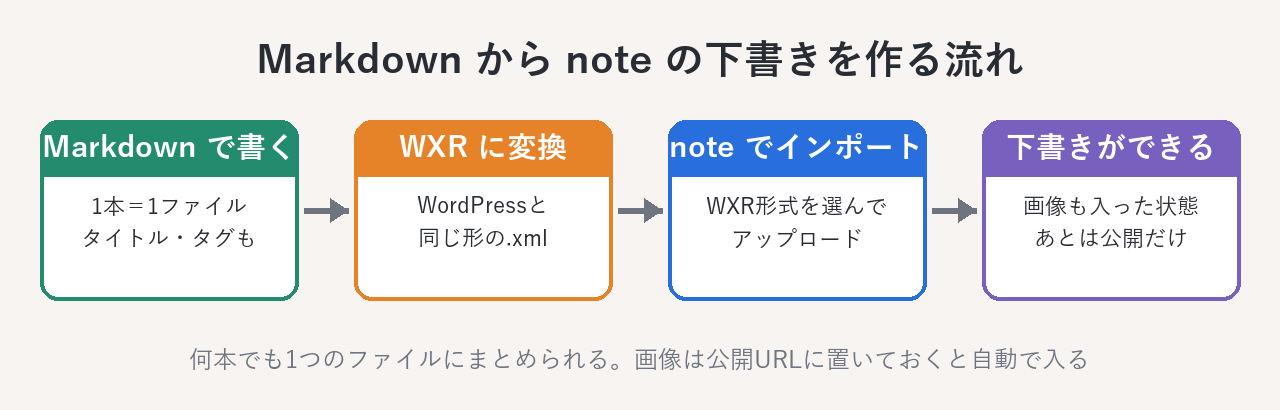 Markdown から note の下書きを作る流れ
Markdown で書く
1本＝1ファイル
タイトル・タグも
WXR に変換
WordPressと
同じ形の.xml
note でインポート
WXR形式を選んで
アップロード
下書きができる
画像も入った状態
あとは公開だけ
何本でも1つのファイルにまとめられる。画像は公開URLに置いておくと自動で入る